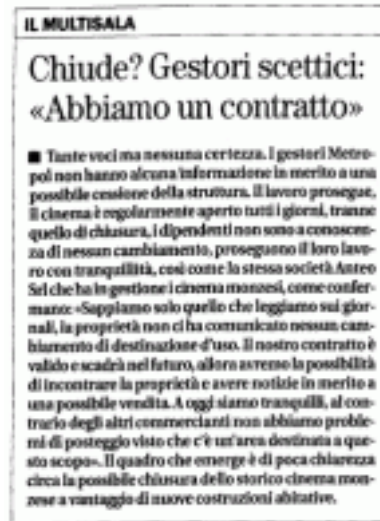 IL MULTISALA
Chiude? Gestori scettici:
«Abbiamo un contratto»
■ Tante voci ma nessuna certezza. I gestori Metro-
pol non hanno alcuna informazione in merito a una
possibile cessione della struttura. Il lavoro prosegue,
il cinema è regolarmente aperto tutti i giorni, tranne
quello di chiusura, i dipendenti non sono a conoscen-
za di nessun cambiamento, proseguono il loro lavo-
ro con tranquillità, così come la stessa società Anteo
Srl che ha in gestione i cinema monzesi, come confer-
mano: «Sappiamo solo quello che leggiamo sui gior-
nali, la proprietà non ci ha comunicato nessun cam-
biamento di destinazione d'uso. Il nostro contratto è
valido e scadrà nel futuro, allora avremo la possibilità
di incontrare la proprietà e avere notizie in merito a
una possibile vendita. A oggi siamo tranquilli, al con-
trario degli altri commercianti non abbiamo proble-
mi di posteggio visto che c'è un'area destinata a que-
sto scopo». Il quadro che emerge è di poca chiarezza
circa la possibile chiusura dello storico cinema mon-
zese a vantaggio di nuove costruzioni abitative.